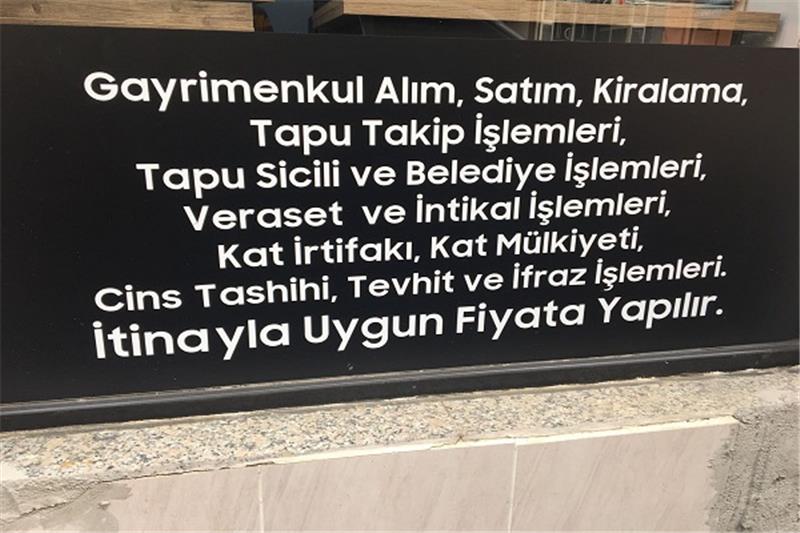 Gayrimenkul Alım, Satım, Kiralama,
Tapu Takip İşlemleri,
Tapu Sicili ve Belediye İşlemleri,
Veraset ve İntikal İşlemleri,
Kat İrtifakı, Kat Mülkiyeti,
Cins Tashihi, Tevhit ve İfraz İşlemleri.
İtinayla Uygun Fiyata Yapılır.